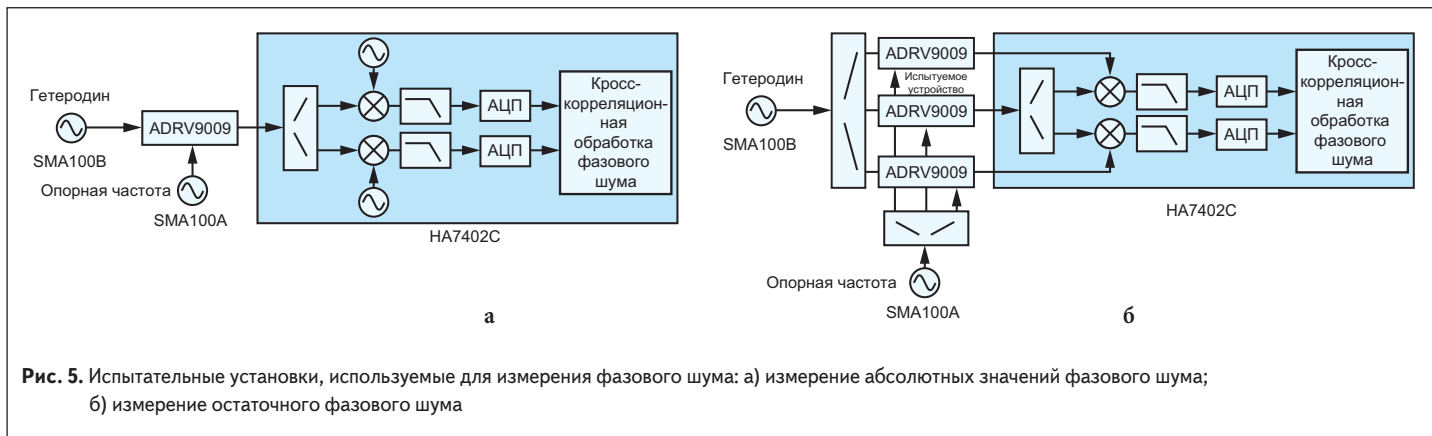 Гетеродин
SMA100B
ADRV9009
Опорная частота
SMA100A
АЦП
АЦП
Кросс-
корреляцион-
ная
обработка
фазового
шума
НА7402С
а
Гетеродин
SMA100B
ADRV9009
Испытуемое
устройство
ADRV9009
ADRV9009
Опорная частота
SMA100A
АЦП
АЦП
Кросс-
корреляцион-
ная
обработка
фазового
шума
НА7402С
б
Рис. 5. Испытательные установки, используемые для измерения фазового шума: а) измерение абсолютных значений фазового шума;
б) измерение остаточного фазового шума